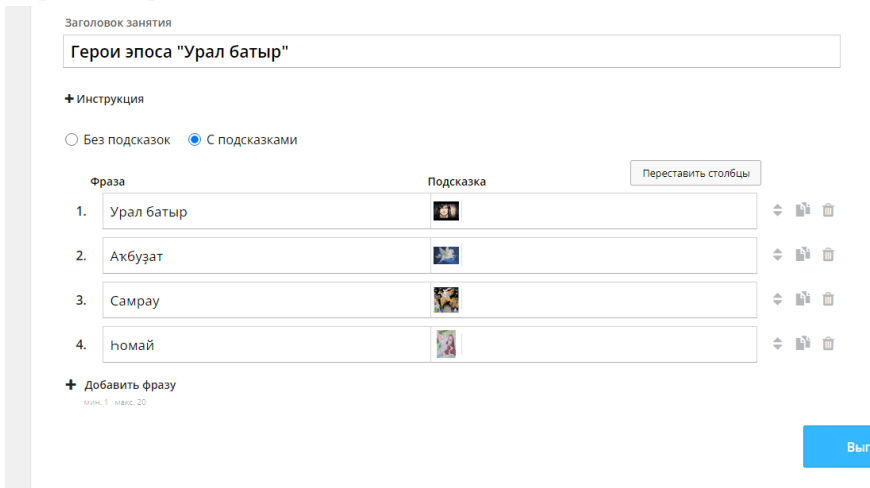 Заголовок занятия
Герои эпоса "Урал батыр"
+ Инструкция
Без подсказок С подсказками
Переставить столбцы
Фраза Подсказка
1. Урал батыр
2. Аҡбуҙат
3. Самрау
4. Һомай
+ Добавить фразу
мин. 1 макс. 20